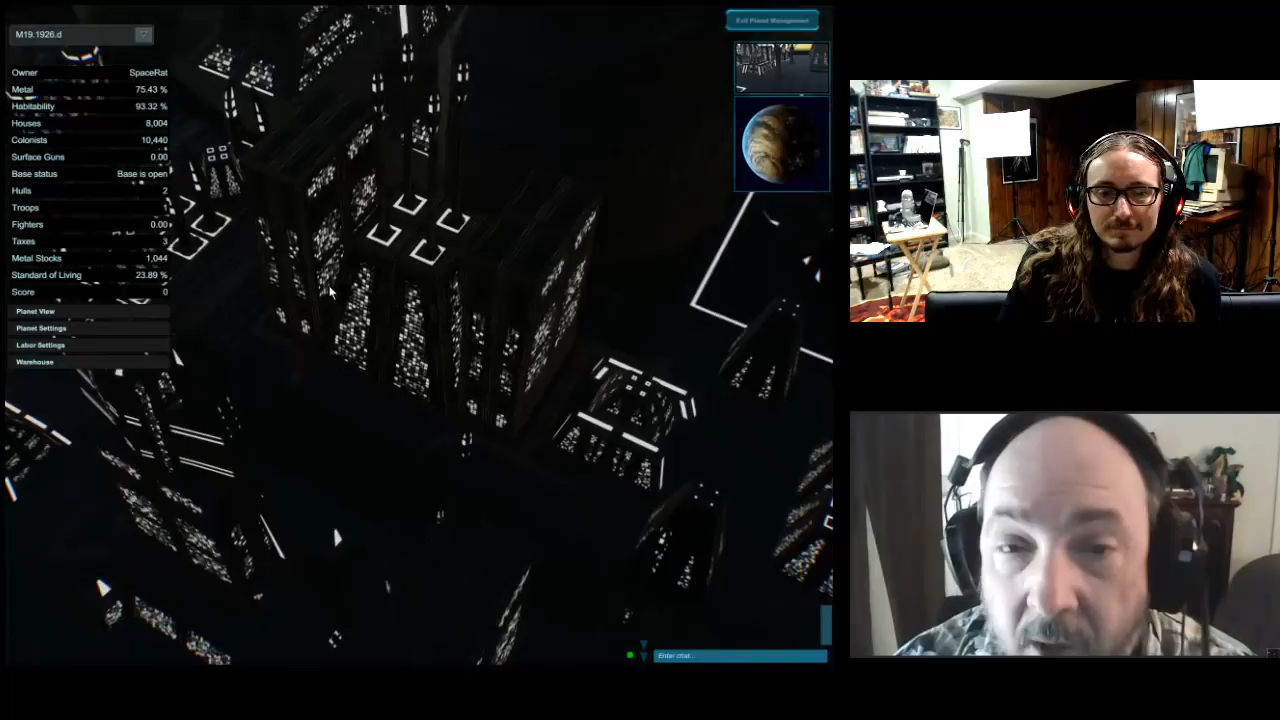 M19.1926.d
Exit Planet Management
Owner SpaceRat
Metal 75.43 %
Habitability 93.32 %
Houses 8,004
Colonists 10,440
Surface Guns 0.00
Base status Base is open
Hulls 2
Troops 1
Fighters 0.00
Taxes 3
Metal Stocks 1,044
Standard of Living 23.89 %
Score 0
Planet View
Planet Settings
Labor Settings
Warehouse
Enter chat...